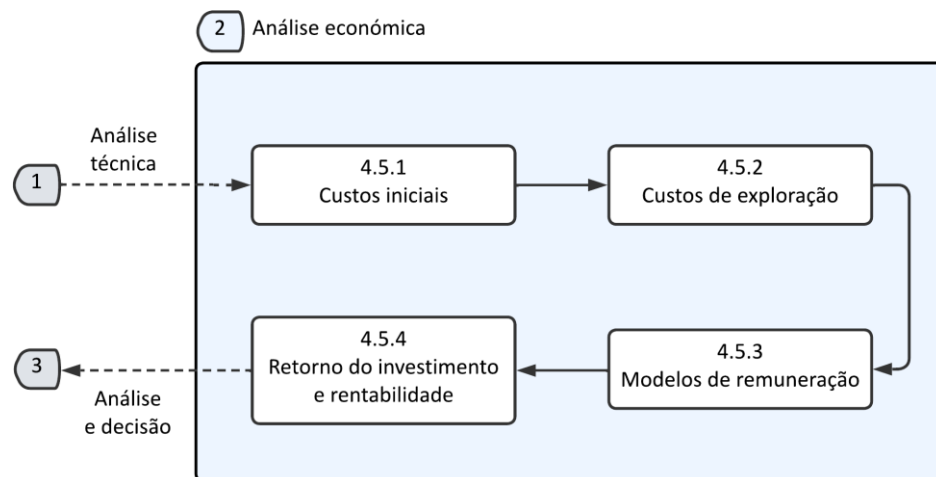 2
Análise económica
Análise
técnica
1
4.5.1
Custos iniciais
4.5.2
Custos de exploração
4.5.4
Retorno do investimento
e rentabilidade
4.5.3
Modelos de remuneração
3
Análise
e decisão